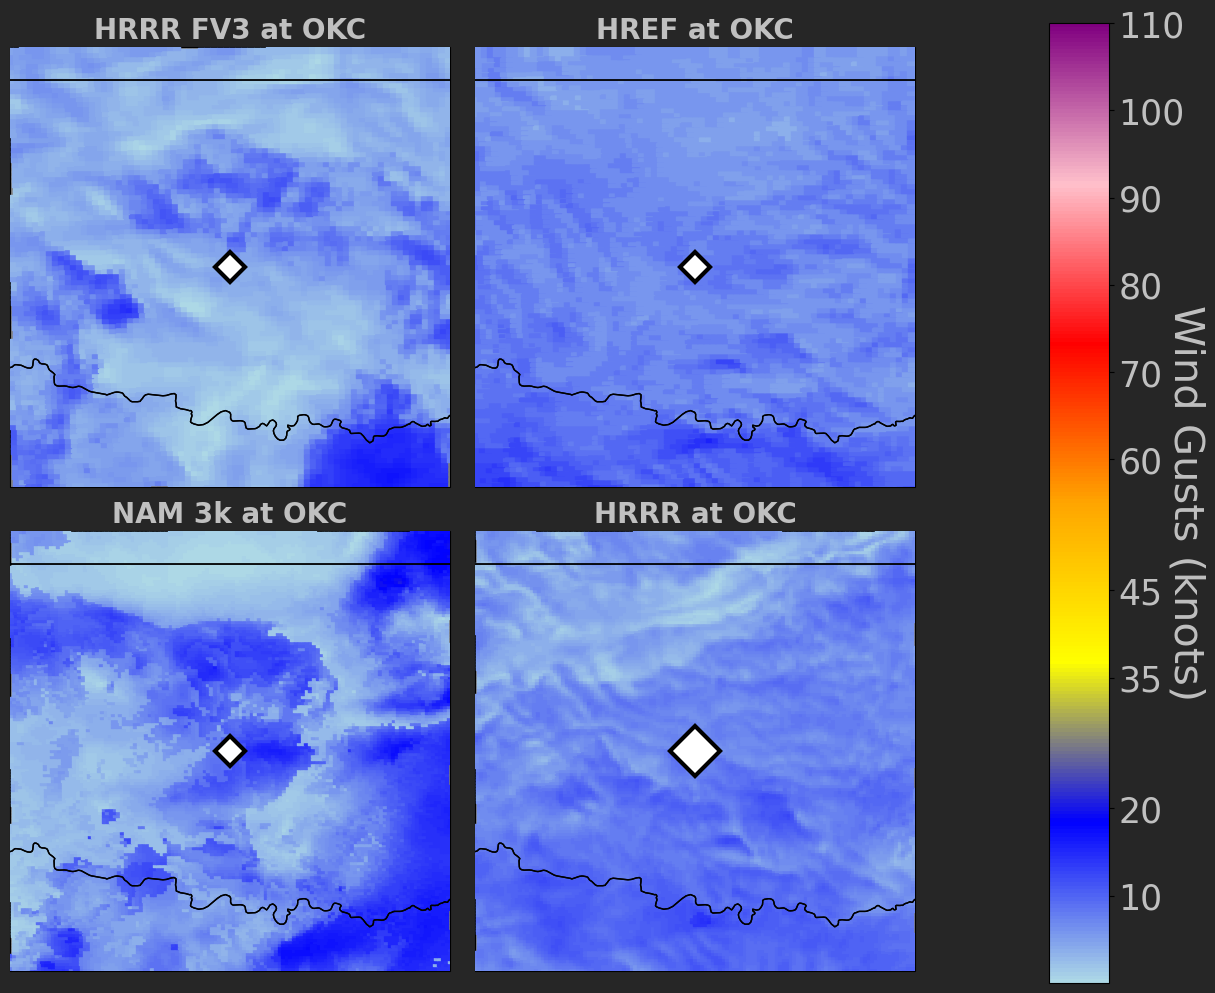 HRRR FV3 at OKC
HREF at OKC
NAM 3k at OKC
HRRR at OKC
110
100
90
80
70
60
45
35
20
10
Wind Gusts (knots)